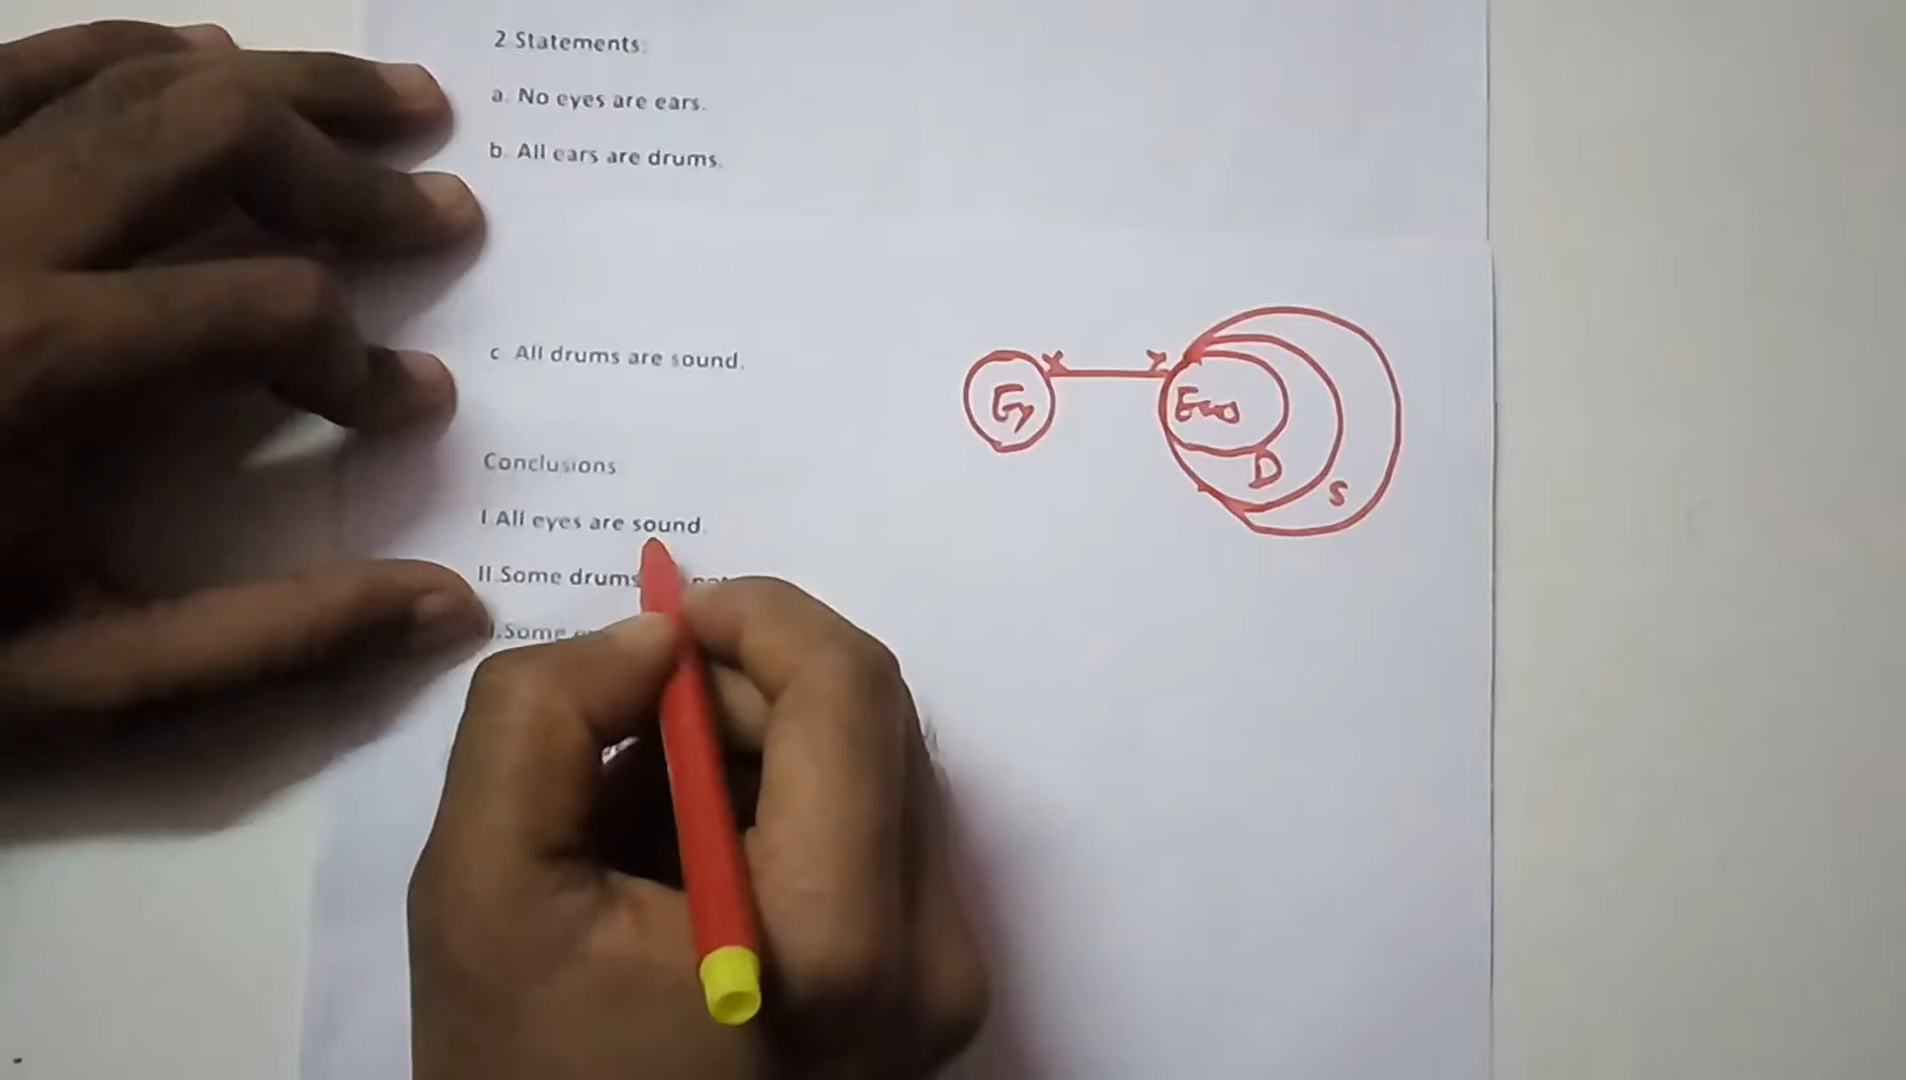 2 Statements:
a. No eyes are ears.
b. All ears are drums.
c All drums are sound.
Conclusions
I All eyes are sound.
II.Some drums
.Some
Ears
D
S